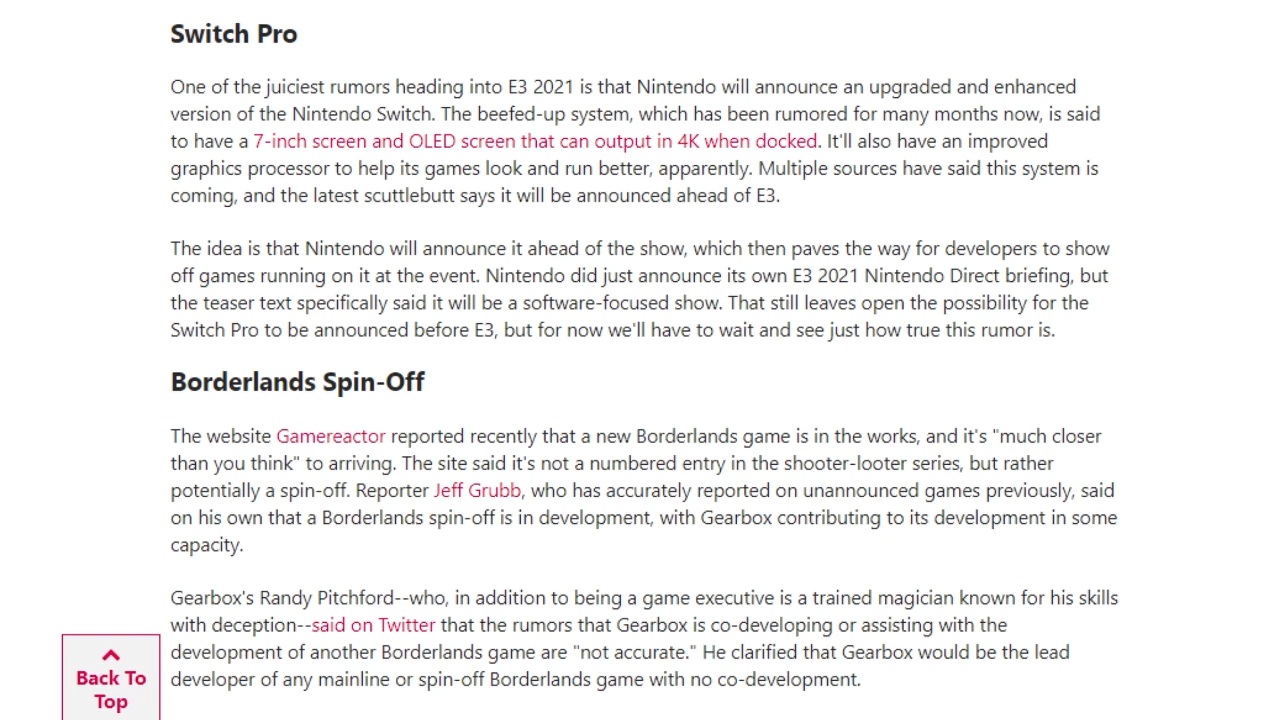 Switch Pro
One of the juiciest rumors heading into E3 2021 is that Nintendo will announce an upgraded and enhanced
version of the Nintendo Switch. The beefed-up system, which has been rumored for many months now, is said
to have a 7-inch screen and OLED screen that can output in 4K when docked. It'll also have an improved
graphics processor to help its games look and run better, apparently. Multiple sources have said this system is
coming, and the latest scuttlebutt says it will be announced ahead of E3.
The idea is that Nintendo will announce it ahead of the show, which then paves the way for developers to show
off games running on it at the event. Nintendo did just announce its own E3 2021 Nintendo Direct briefing, but
the teaser text specifically said it will be a software-focused show. That still leaves open the possibility for the
Switch Pro to be announced before E3, but for now we'll have to wait and see just how true this rumor is.
Borderlands Spin-Off
The website Gamereactor reported recently that a new Borderlands game is in the works, and it's "much closer
than you think" to arriving. The site said it's not a numbered entry in the shooter-looter series, but rather
potentially a spin-off. Reporter Jeff Grubb, who has accurately reported on unannounced games previously, said
on his own that a Borderlands spin-off is in development, with Gearbox contributing to its development in some
capacity.
Gearbox's Randy Pitchford--who, in addition to being a game executive is a trained magician known for his skills
with deception--said on Twitter that the rumors that Gearbox is co-developing or assisting with the
development of another Borderlands game are "not accurate." He clarified that Gearbox would be the lead
developer of any mainline or spin-off Borderlands game with no co-development.
Back To
Top